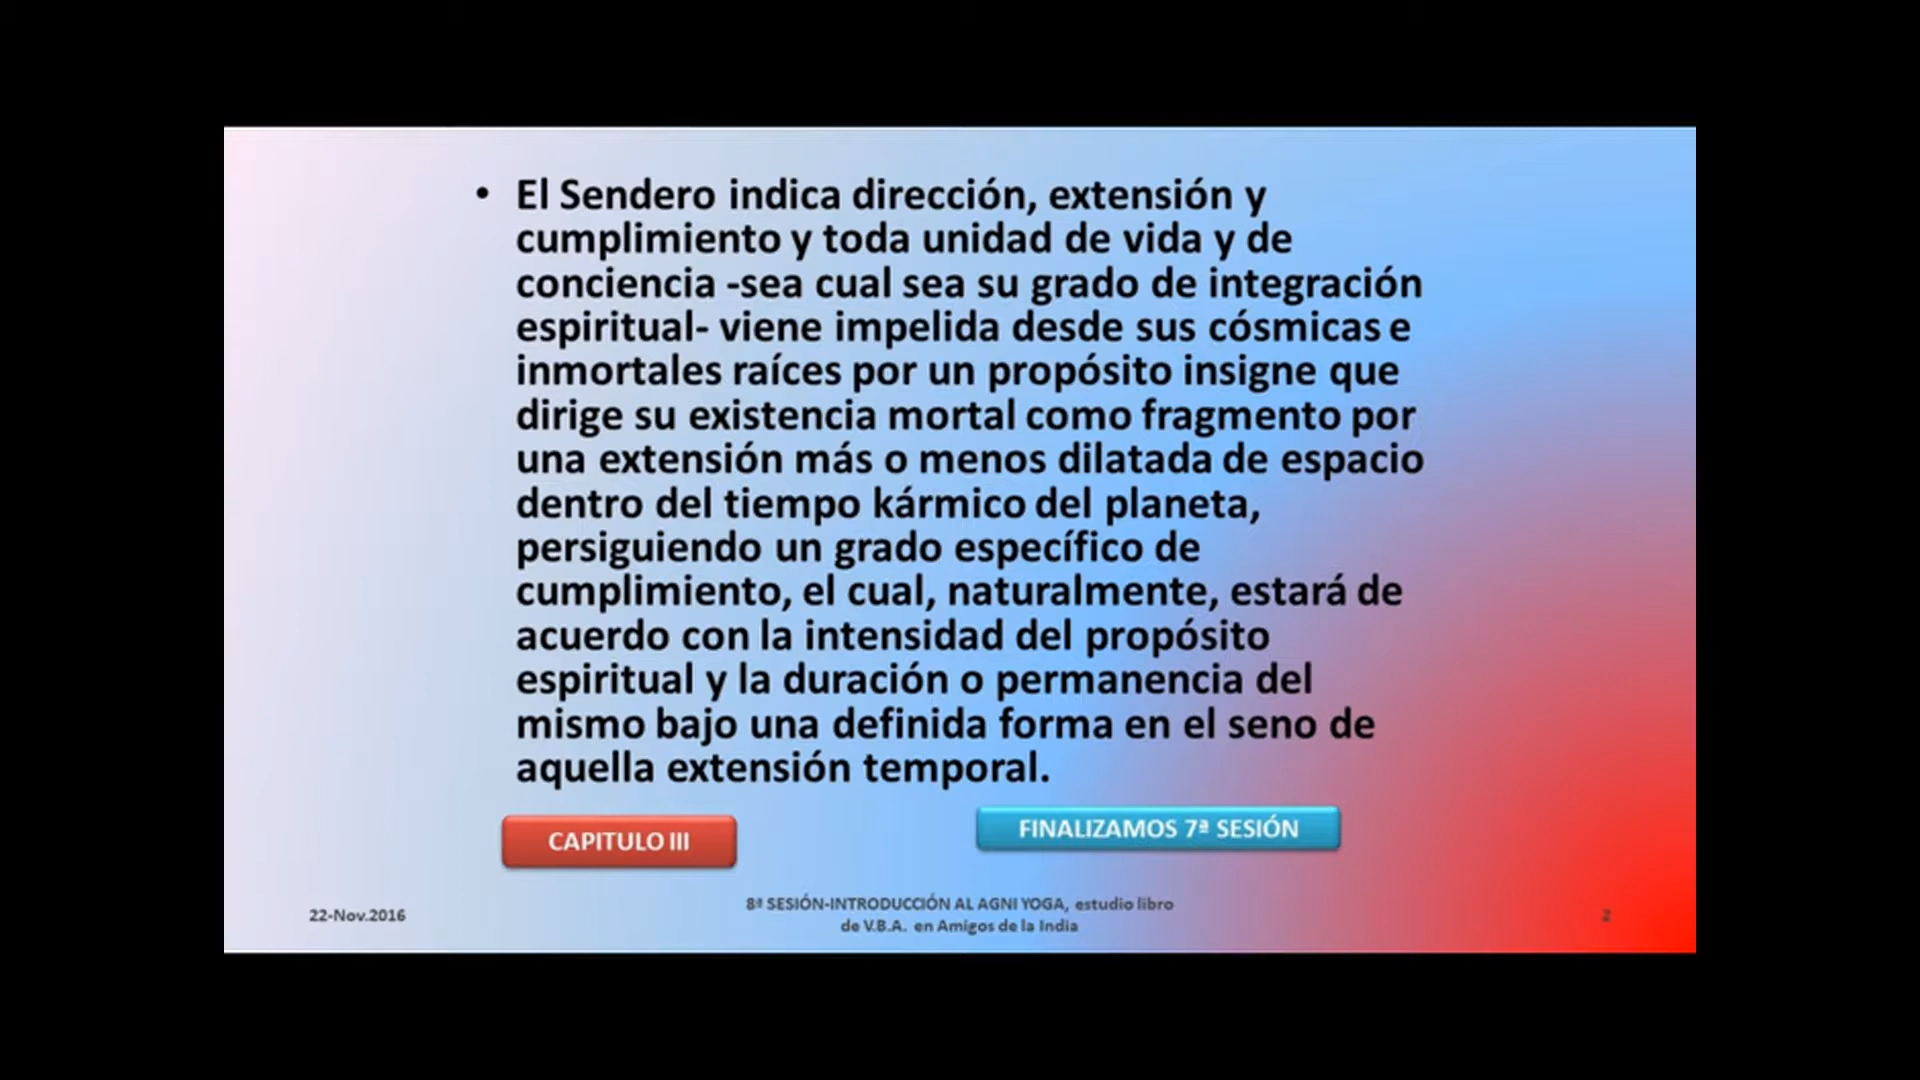 • El Sendero indica dirección, extensión y
cumplimiento y toda unidad de vida y de
conciencia -sea cual sea su grado de integración
espiritual- viene impelida desde sus cósmicas e
inmortales raíces por un propósito insigne que
dirige su existencia mortal como fragmento por
una extensión más o menos dilatada de espacio
dentro del tiempo kármico del planeta,
persiguiendo un grado específico de
cumplimiento, el cual, naturalmente, estará de
acuerdo con la intensidad del propósito
espiritual y la duración o permanencia del
mismo bajo una definida forma en el seno de
aquella extensión temporal.
CAPITULO III
FINALIZAMOS 7ª SESIÓN
22-Nov.2016
8ª SESIÓN-INTRODUCCIÓN AL AGNI YOGA, estudio libro
de V.B.A. en Amigos de la India
2